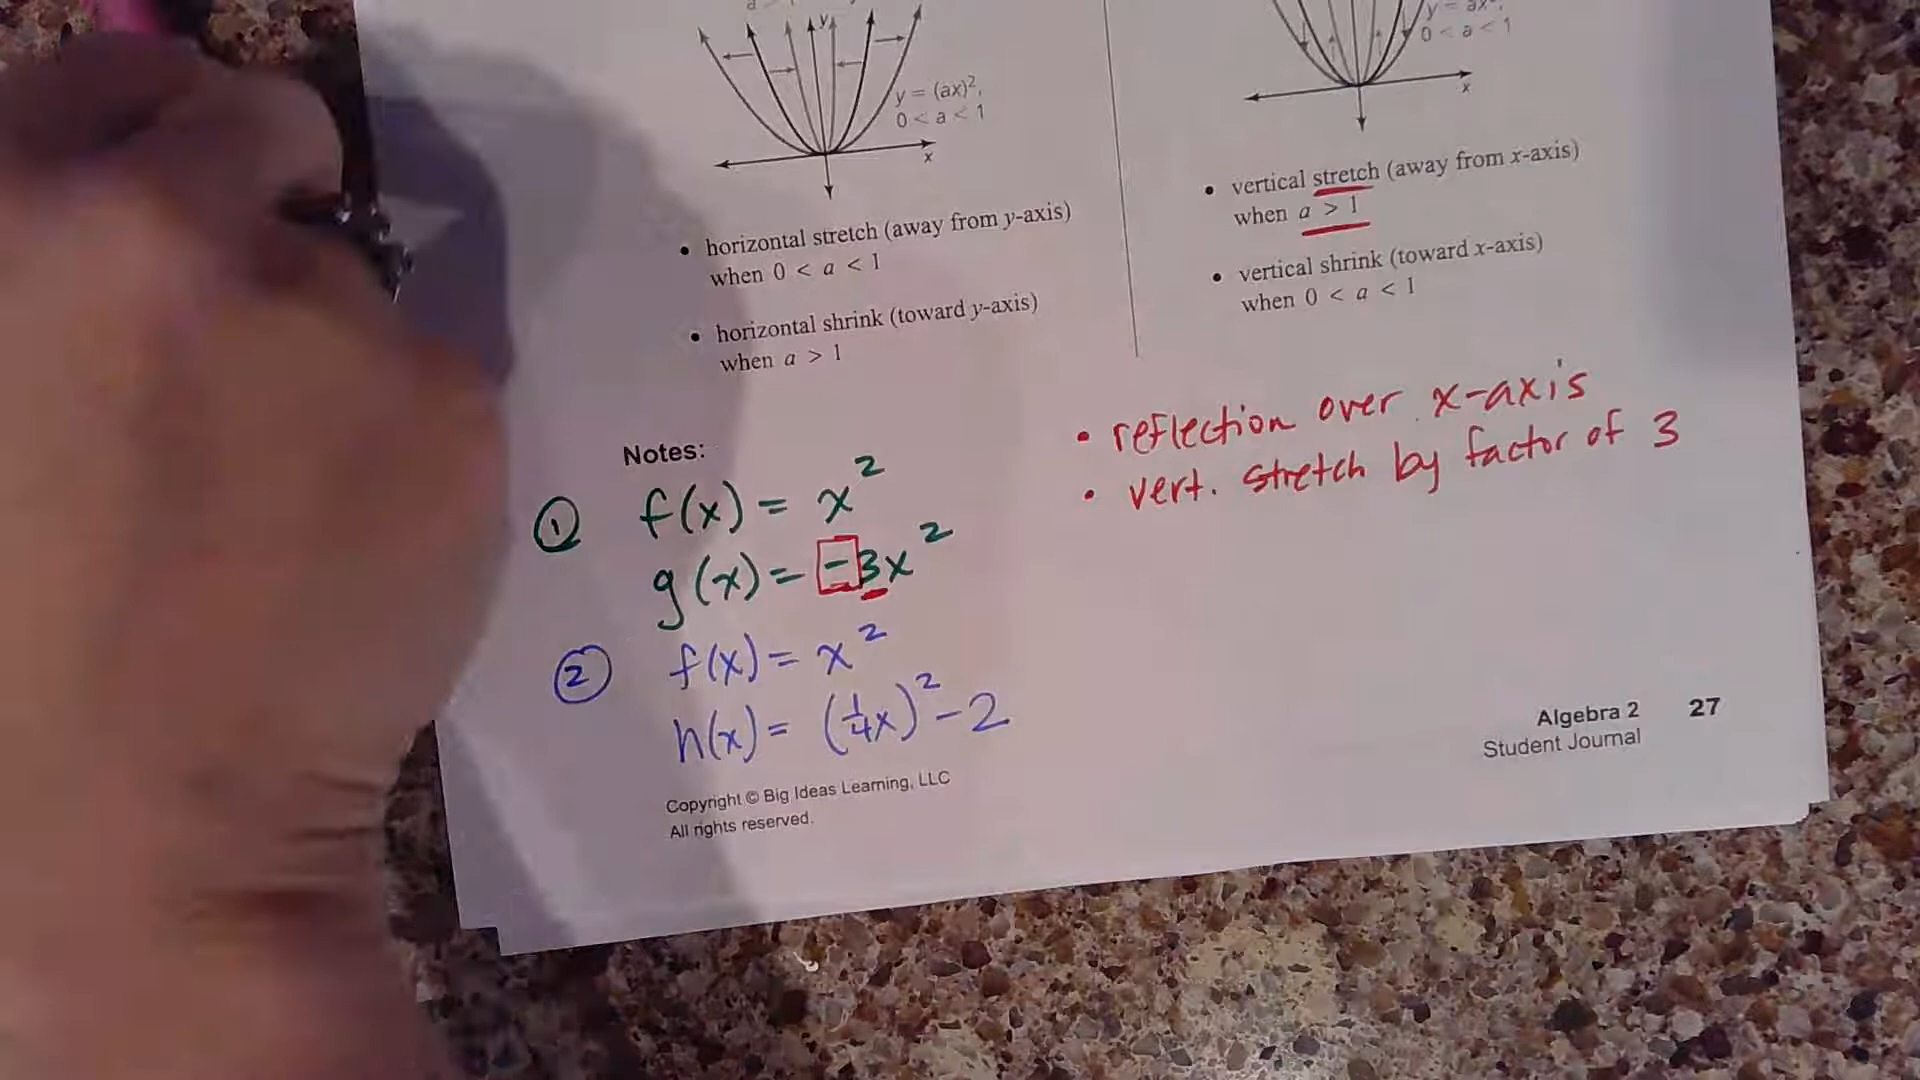 y
y = (ax)²,
0 < a < 1
x
• horizontal stretch (away from y-axis)
when 0 < a < 1
• horizontal shrink (toward y-axis)
when a > 1
0 < a < 1
x
• vertical stretch (away from x-axis)
when a > 1
• vertical shrink (toward x-axis)
when 0 < a < 1
Notes:
① f(x) = x²
g(x) = -3x²
• reflection over x-axis
• vert. stretch by factor of 3
② f(x) = x²
h(x) = (¼x)² - 2
Copyright © Big Ideas Learning, LLC
All rights reserved.
Algebra 2 27
Student Journal